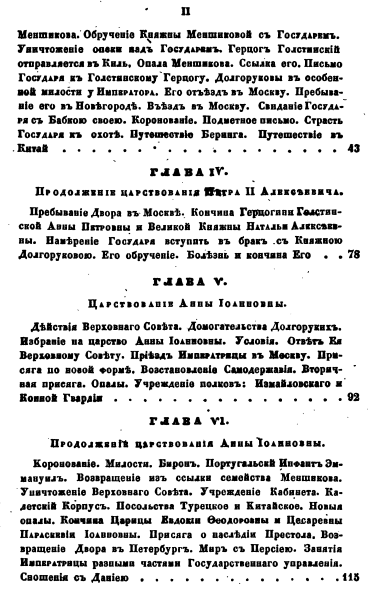 II
Меншикова. Обрученіе Княжны Меншиковой с Государемъ.
Уничтоженіе опеки надъ Государемъ. Герцогъ Голстинскій
отправляется въ Киль, Опала Меншикова. Ссылка его. Письмо
Государя къ Голстинскому Герцогу. Долгоруковы въ особен-
ной милости у Императора. Его отъѣздъ въ Москву. Пребыва-
ніе его в Новѣгородѣ. Въѣздъ въ Москву. Свиданіе Государ-
я съ Бабкою своею. Коронованіе. Подметное письмо. Страсть
Государя къ охотѣ. Путешествіе Беринга. Путешествіе въ
Китай . . . . . . . . . . . . . . 43
ГЛАВА IV.
Продолженіе царствованія Петра II Алексѣевича.
Пребываніе Двора въ Москвѣ. Кончина Герцогини Голстин-
ской Анны Петровны и Великой Княжны Наталіи Алексѣев-
ны. Намѣреніе Государя вступить въ бракъ съ Княжною
Долгоруковою. Его обрученіе. Болѣзнь и кончина Его . . 78
ГЛАВА V.
Царствованіе Анны Іоанновны.
Дѣйствія Верховнаго Совѣта. Домогательства Долгорукихъ.
Избраніе на царство Анны Іоанновны. Условія. Отвѣтъ Ея
Верховному Совѣту. Пріѣздъ Императрицы въ Москву. При-
сяга по новой формѣ. Возстановленіе Самодержавія. Вторич-
ная присяга. Опалы. Учрежденіе полковъ: Измайловскаго и
Конной Гвардіи . . . . . . . . . . . 92
ГЛАВА VI.
Продолженіе царствованія Анны Іоанновны.
Коронованіе. Милости. Биронъ. Португальскій Инфантъ Эм-
мануилъ. Возвращеніе изъ ссылки семейства Меншикова.
Уничтоженіе Верховнаго Совѣта. Учрежденіе Кабинета. Ка-
детскій Корпусъ. Посольства Турецкое и Китайское. Новыя
опалы. Кончина Царицы Евдокіи Ѳеодоровны и Цесаревны
Параскевіи Іоанновны. Присяга о наслѣдіи Престола. Воз-
вращеніе Двора въ Петербургъ. Миръ съ Персіею. Занятія
Императрицы разными частями Государственнаго управленія.
Сношенія съ Даніею . . . . . . . . . . . 115